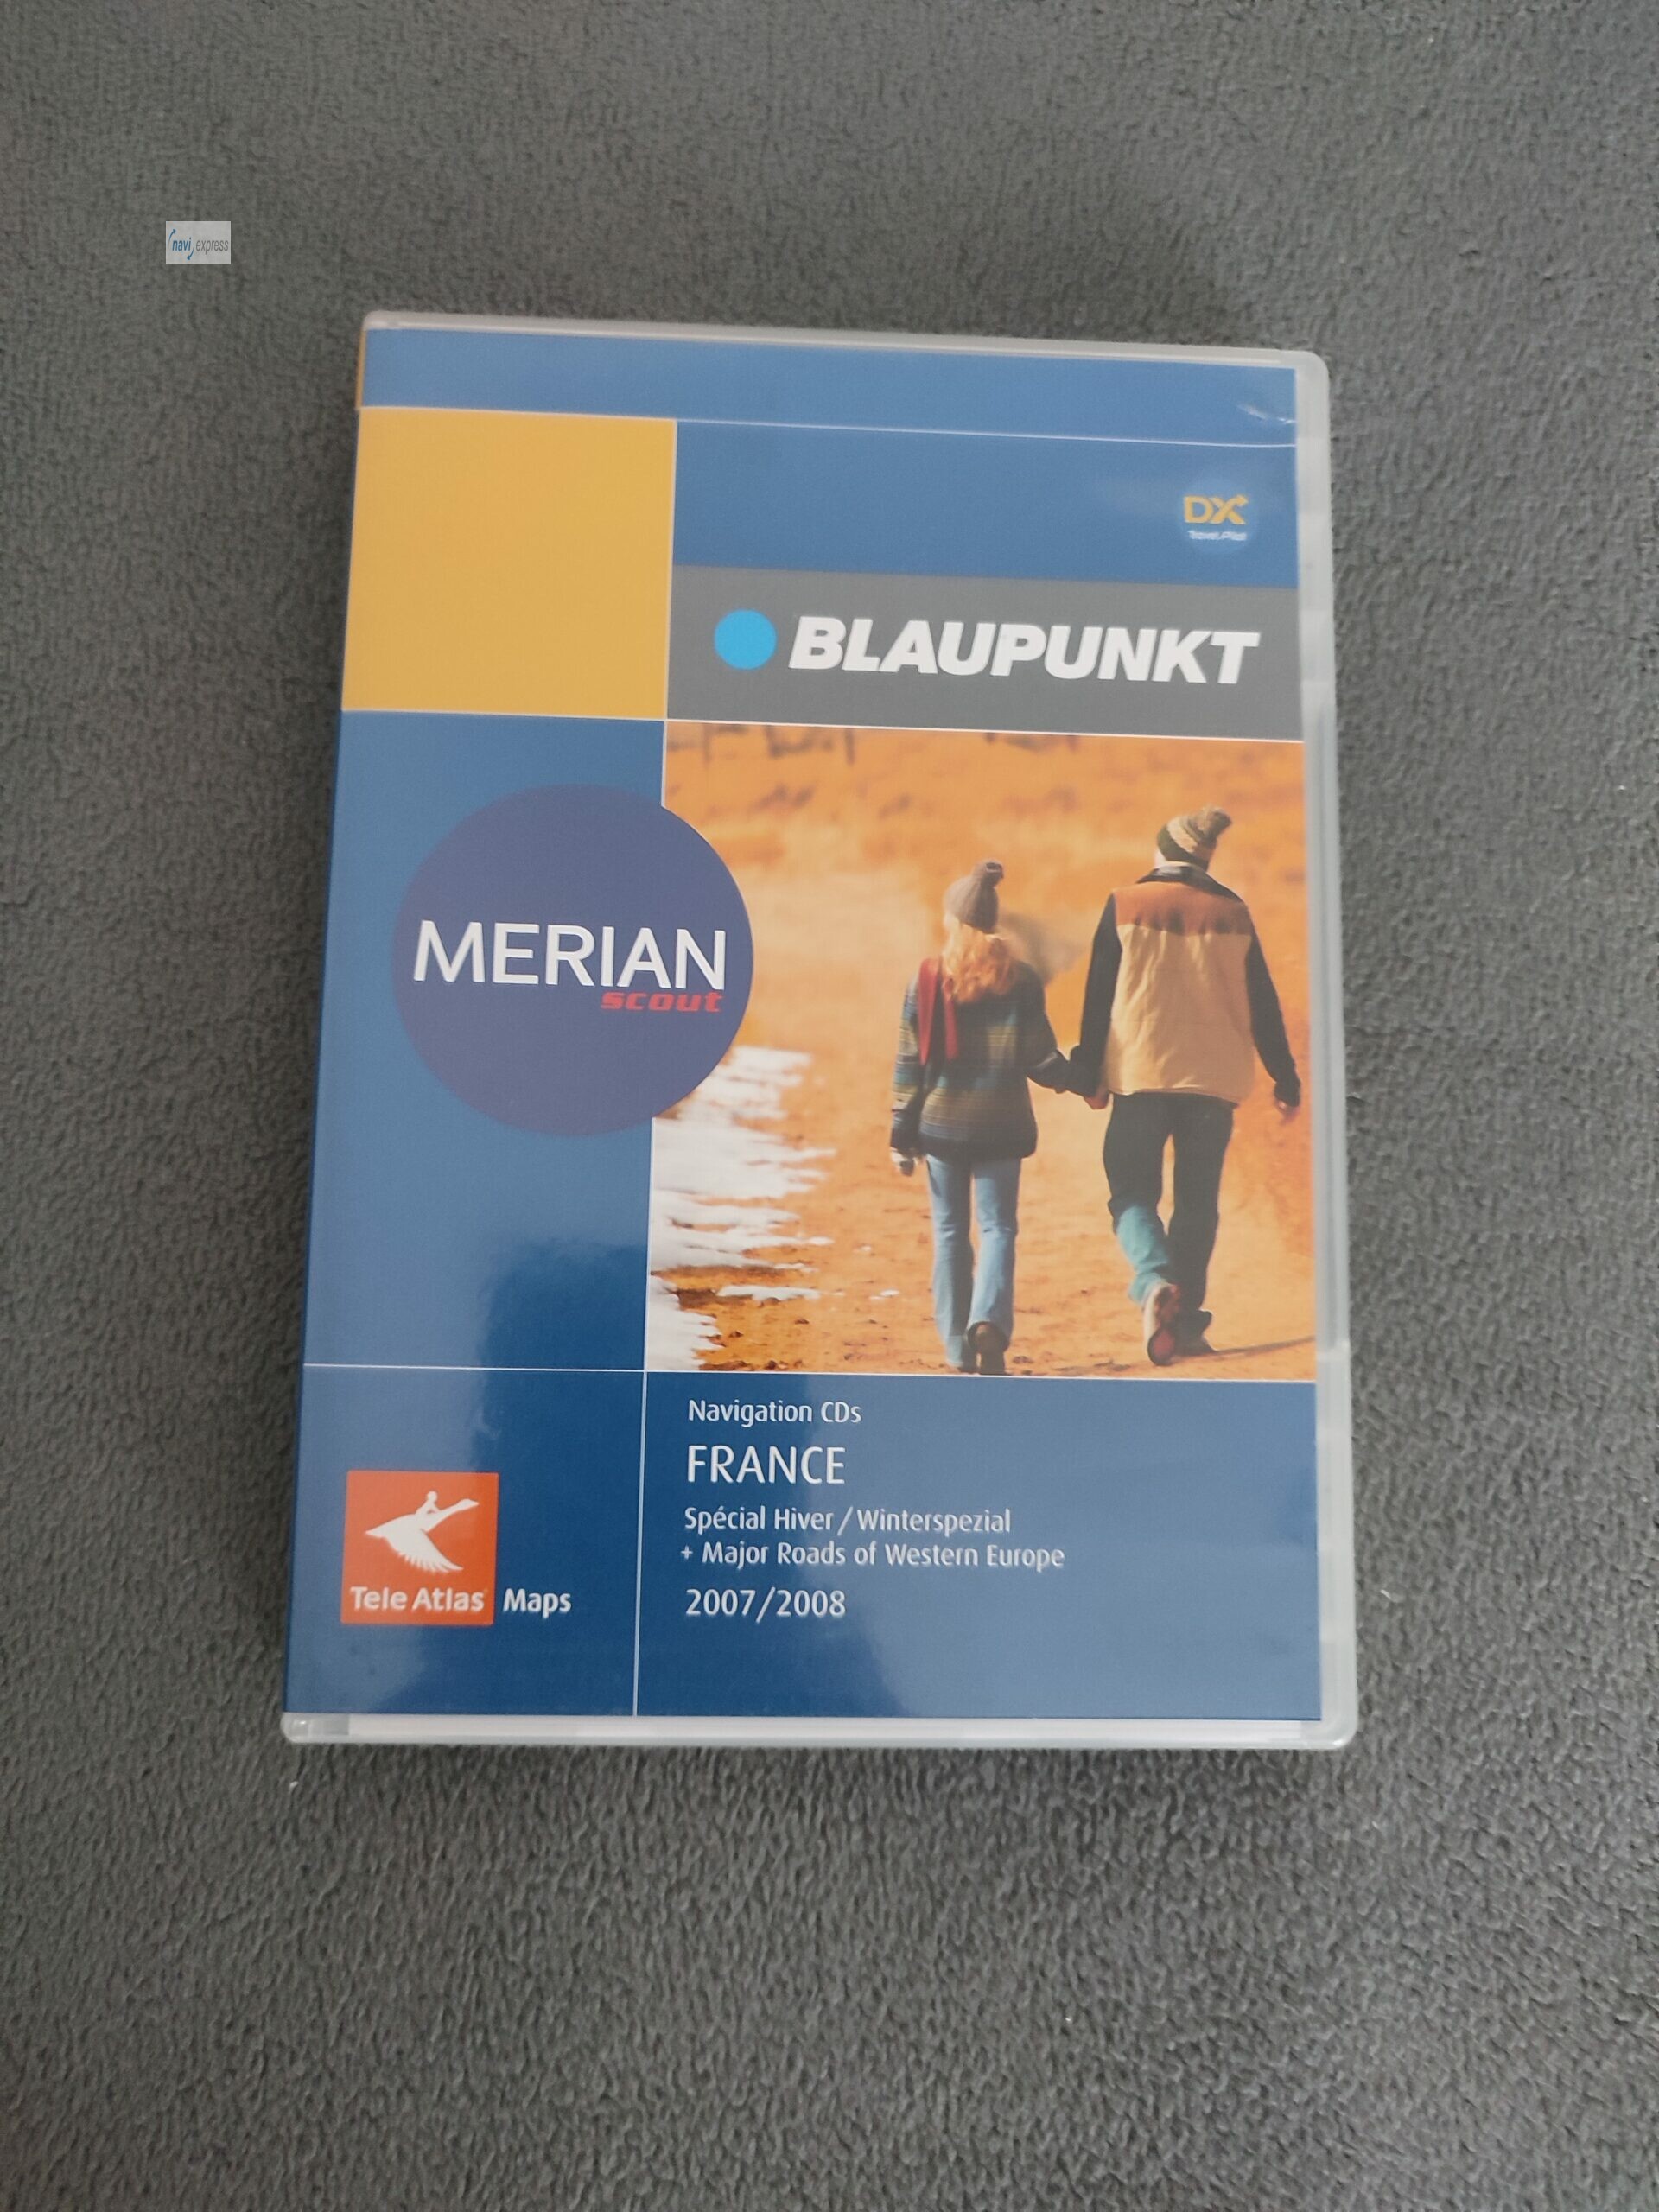 navi express
DX
TravelPilot
BLAUPUNKT
MERIAN
scout
Navigation CDs
FRANCE
Spécial Hiver / Winterspezial
+ Major Roads of Western Europe
2007/2008
Tele Atlas Maps